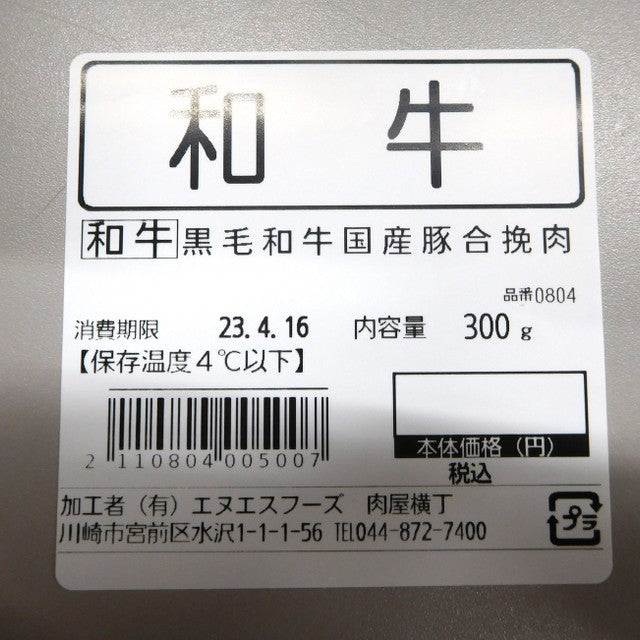 和牛
和牛 黒毛和牛国産豚合挽肉
品番0804
消費期限 23.4.16 内容量 300g
【保存温度4℃以下】
本体価格（円）
税込
2 110804 005007
加工者（有）エヌエスフーズ 肉屋横丁
川崎市宮前区水沢1-1-1-56 TEL044-872-7400
プラ